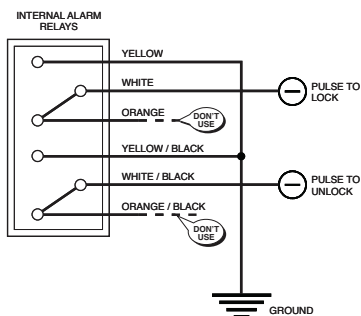 INTERNAL ALARM
RELAYS
YELLOW
WHITE
PULSE TO
LOCK
ORANGE
DON'T
USE
YELLOW / BLACK
WHITE / BLACK
PULSE TO
UNLOCK
ORANGE / BLACK
DON'T
USE
GROUND